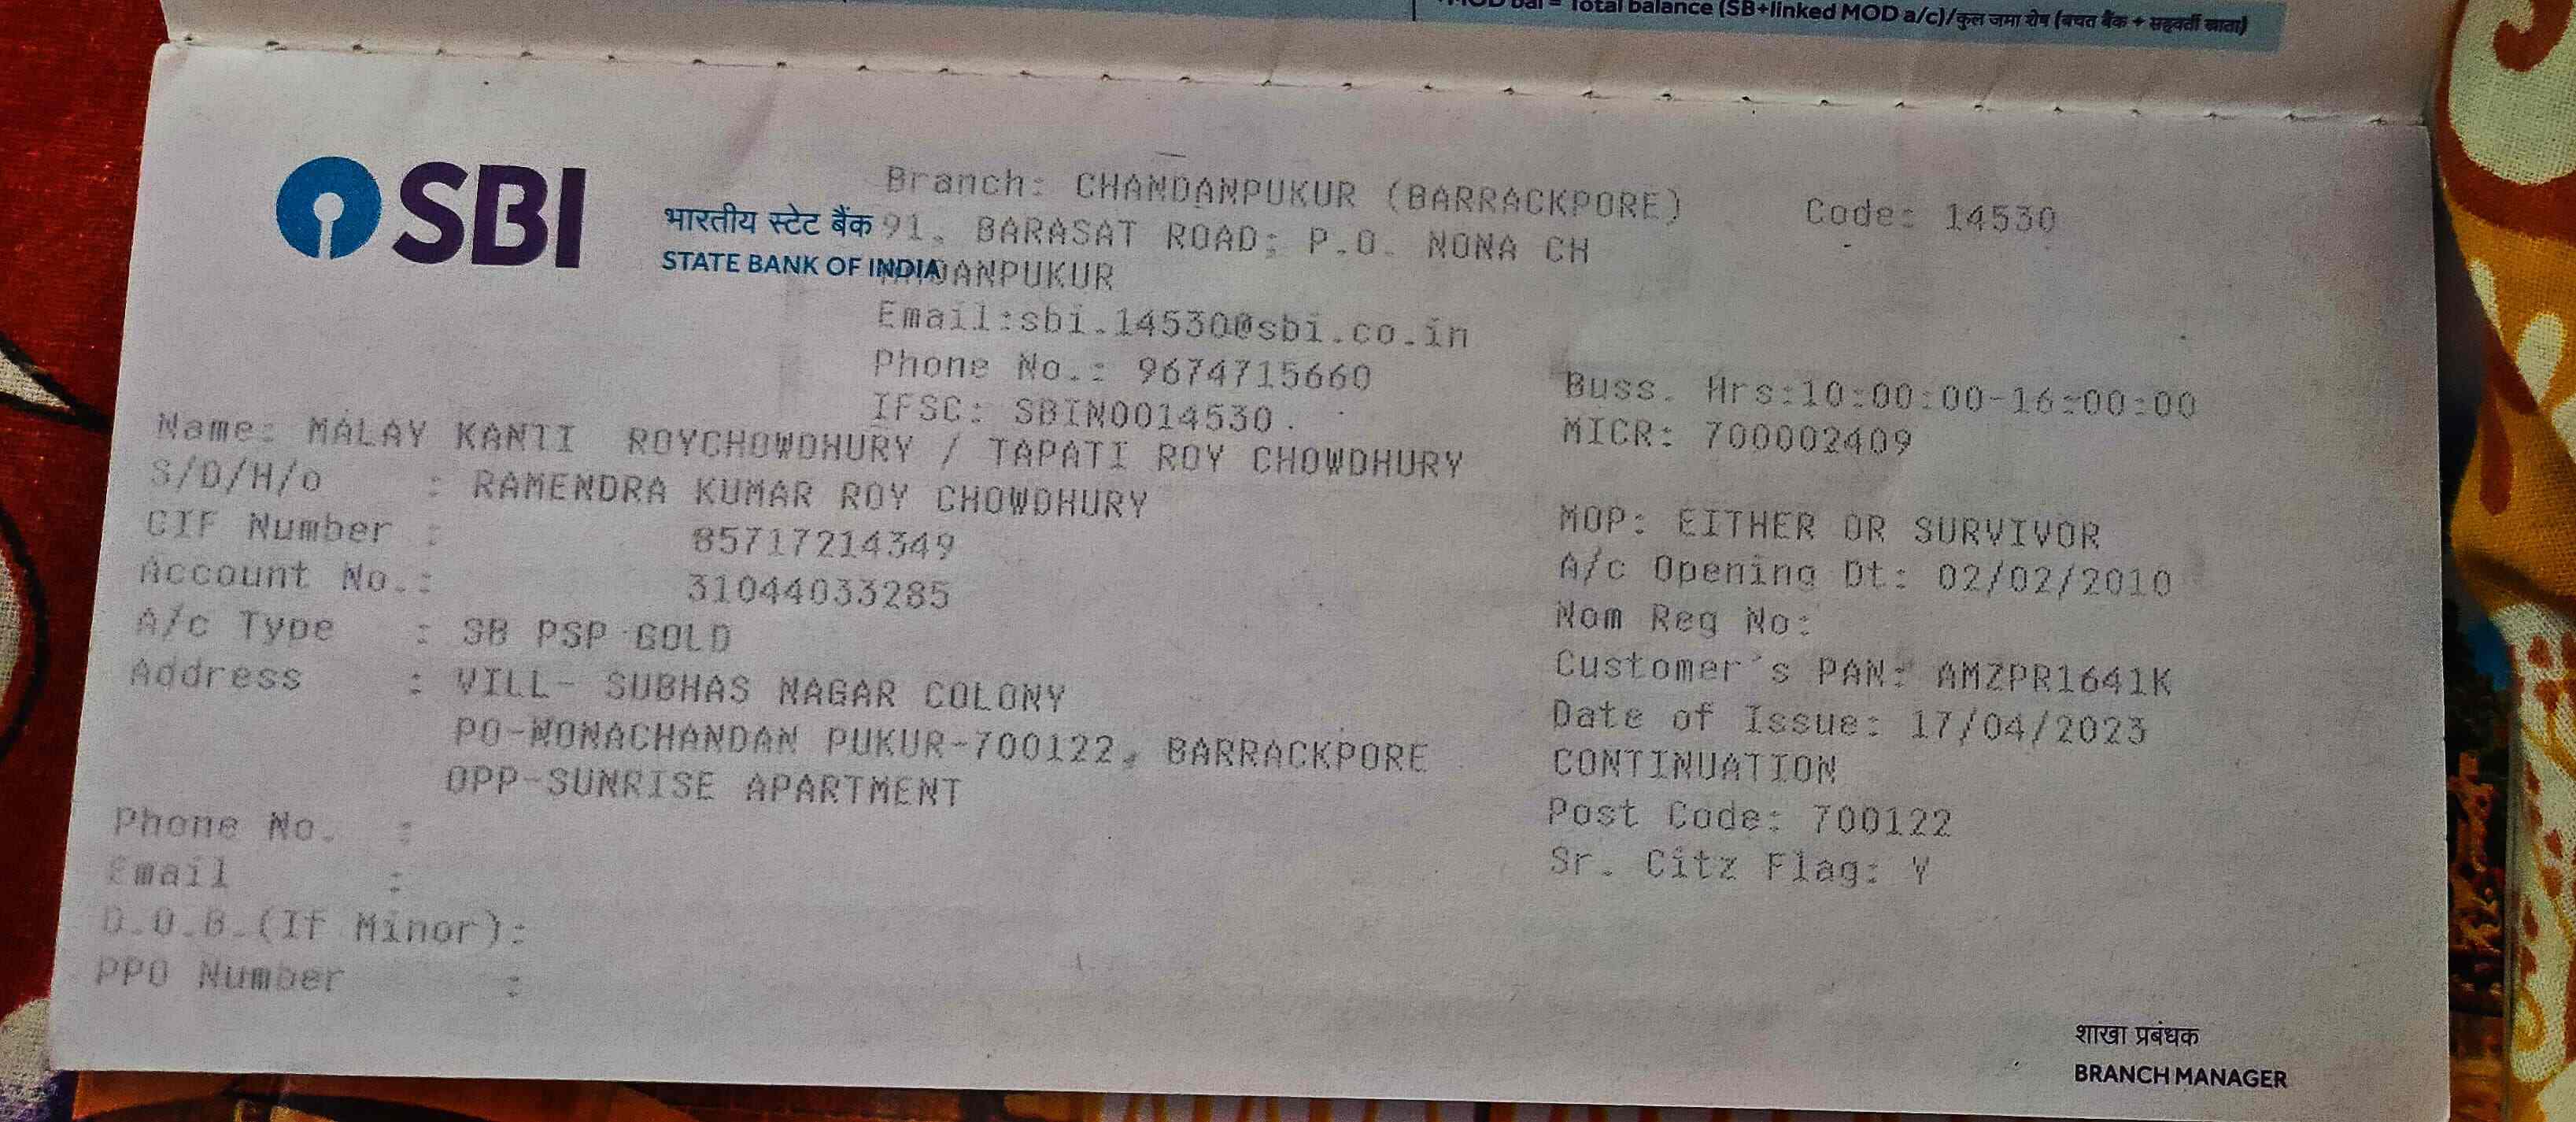 MOD bal = Total balance (SB+linked MOD a/c)/कुल जमा शेष (बचत बैंक + सहवर्ती खाता)
SBI
भारतीय स्टेट बैंक
STATE BANK OF INDIA
Branch: CHANDANPUKUR (BARRACKPORE)
Code: 14530
91, BARASAT ROAD; P.O. NONA CH
ANDANPUKUR
Email:sbi.14530@sbi.co.in
Phone No.: 9674715660
Buss. Hrs:10:00:00-16:00:00
IFSC: SBIN0014530
MICR: 700002409
Name: MALAY KANTI ROYCHOWDHURY / TAPATI ROY CHOWDHURY
S/D/H/o : RAMENDRA KUMAR ROY CHOWDHURY
MOP: EITHER OR SURVIVOR
CIF Number : 85717214349
A/c Opening Dt: 02/02/2010
Account No.: 31044033285
Nom Reg No:
A/c Type : SB PSP GOLD
Customer's PAN: AMZPR1641K
Address : VILL- SUBHAS NAGAR COLONY
Date of Issue: 17/04/2023
PO-NONACHANDAN PUKUR-700122, BARRACKPORE
CONTINUATION
OPP-SUNRISE APARTMENT
Post Code: 700122
Phone No. :
Sr. Citz Flag: Y
Email :
D.O.B.(If Minor):
PPO Number :
शाखा प्रबंधक
BRANCH MANAGER